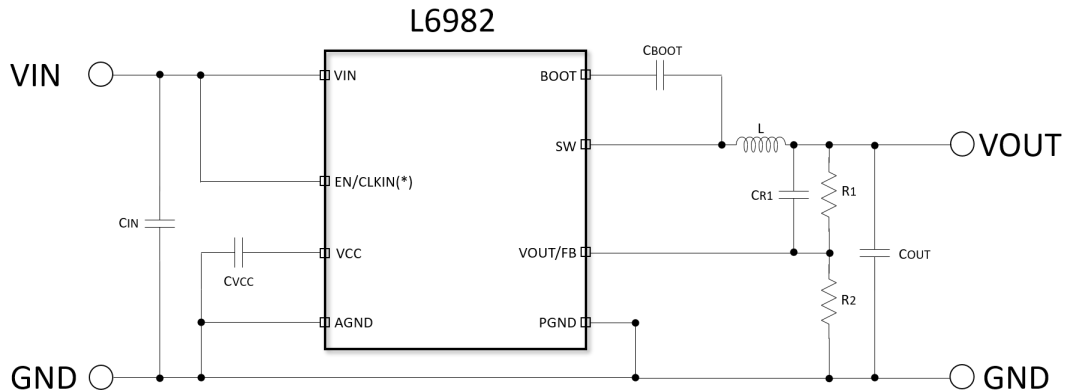 L6982
CBOOT
VIN
VIN
BOOT
L
SW
VOUT
EN/CLKIN(*)
CR1
R1
CIN
VCC
VOUT/FB
COUT
CVCC
R2
AGND
PGND
GND
GND